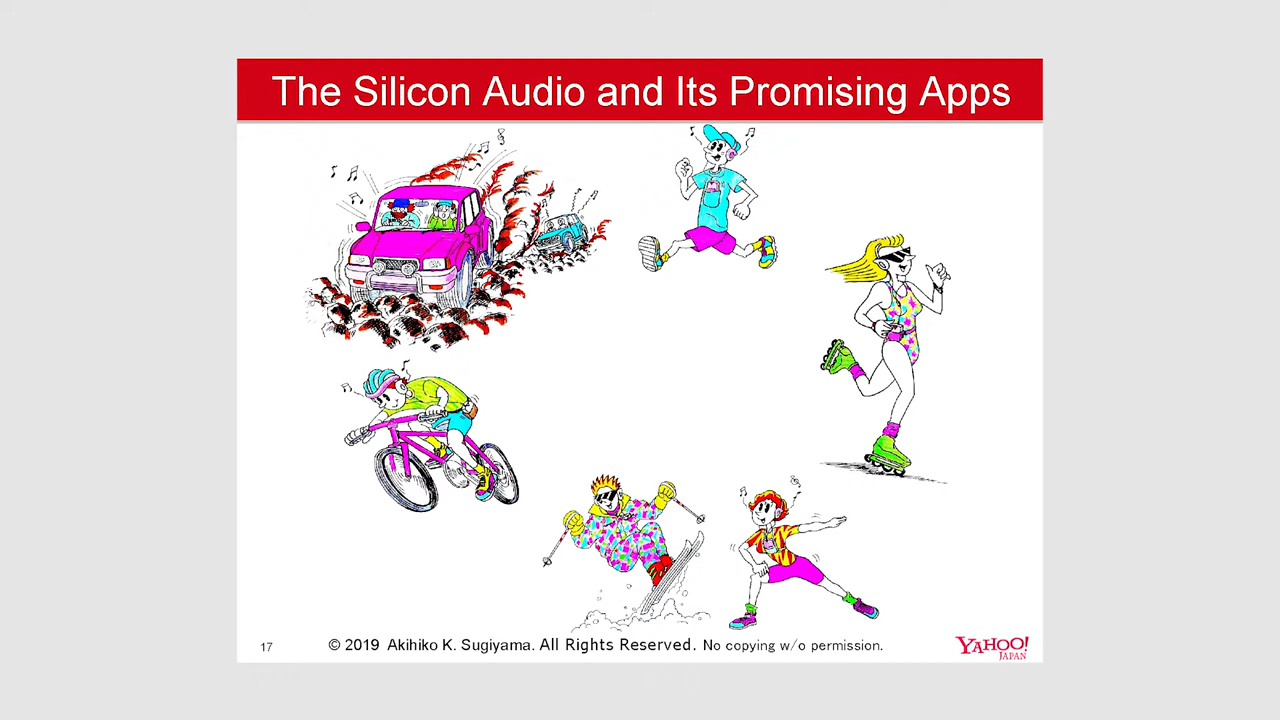 The Silicon Audio and Its Promising Apps
17
© 2019 Akihiko K. Sugiyama. All Rights Reserved. No copying w/o permission.
YAHOO!
JAPAN